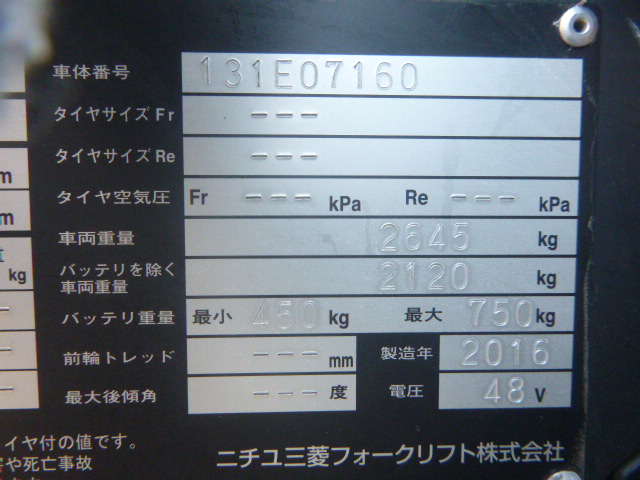 車体番号 131E07160
タイヤサイズ Fr ---
タイヤサイズ Re ---
m
タイヤ空気圧 Fr --- kPa Re --- kPa
m
車両重量 2645 kg
kg バッテリを除く車両重量 2120 kg
バッテリ重量 最小 450 kg 最大 750 kg
前輪トレッド --- mm 製造年 2016
最大後傾角 --- 度 電圧 48 V
イヤ付の値です。
や死亡事故
ニチユ三菱フォークリフト株式会社